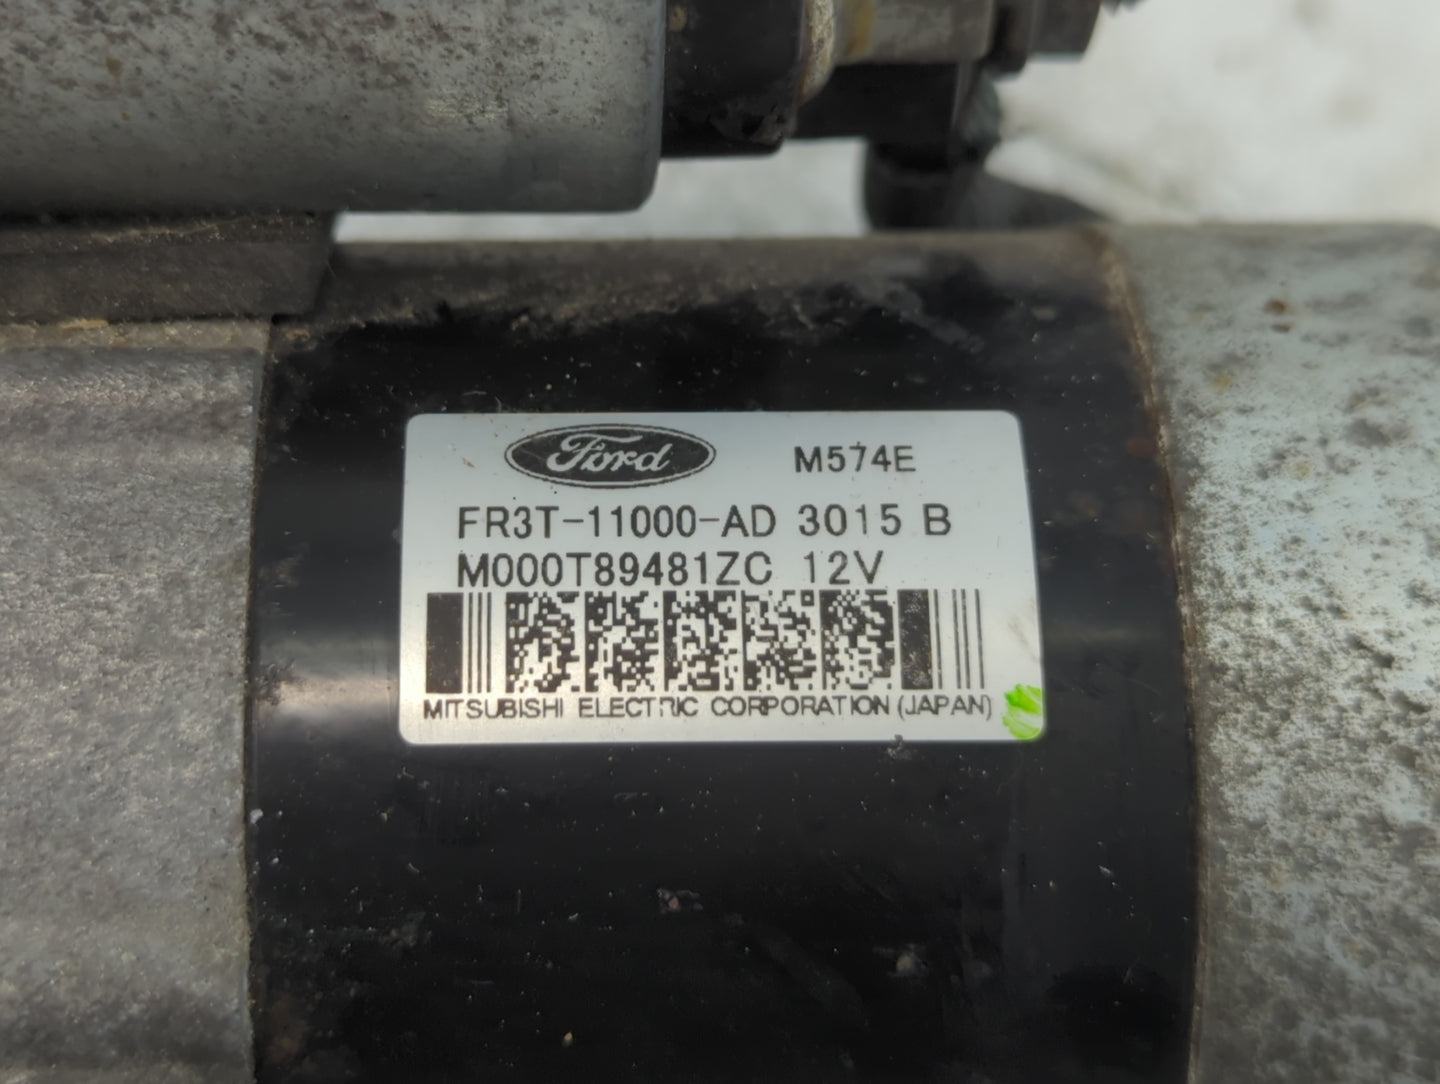 Ford M574E
FR3T-11000-AD 3015 B
M000T89481ZC 12V
MITSUBISHI ELECTRIC CORPORATION (JAPAN)